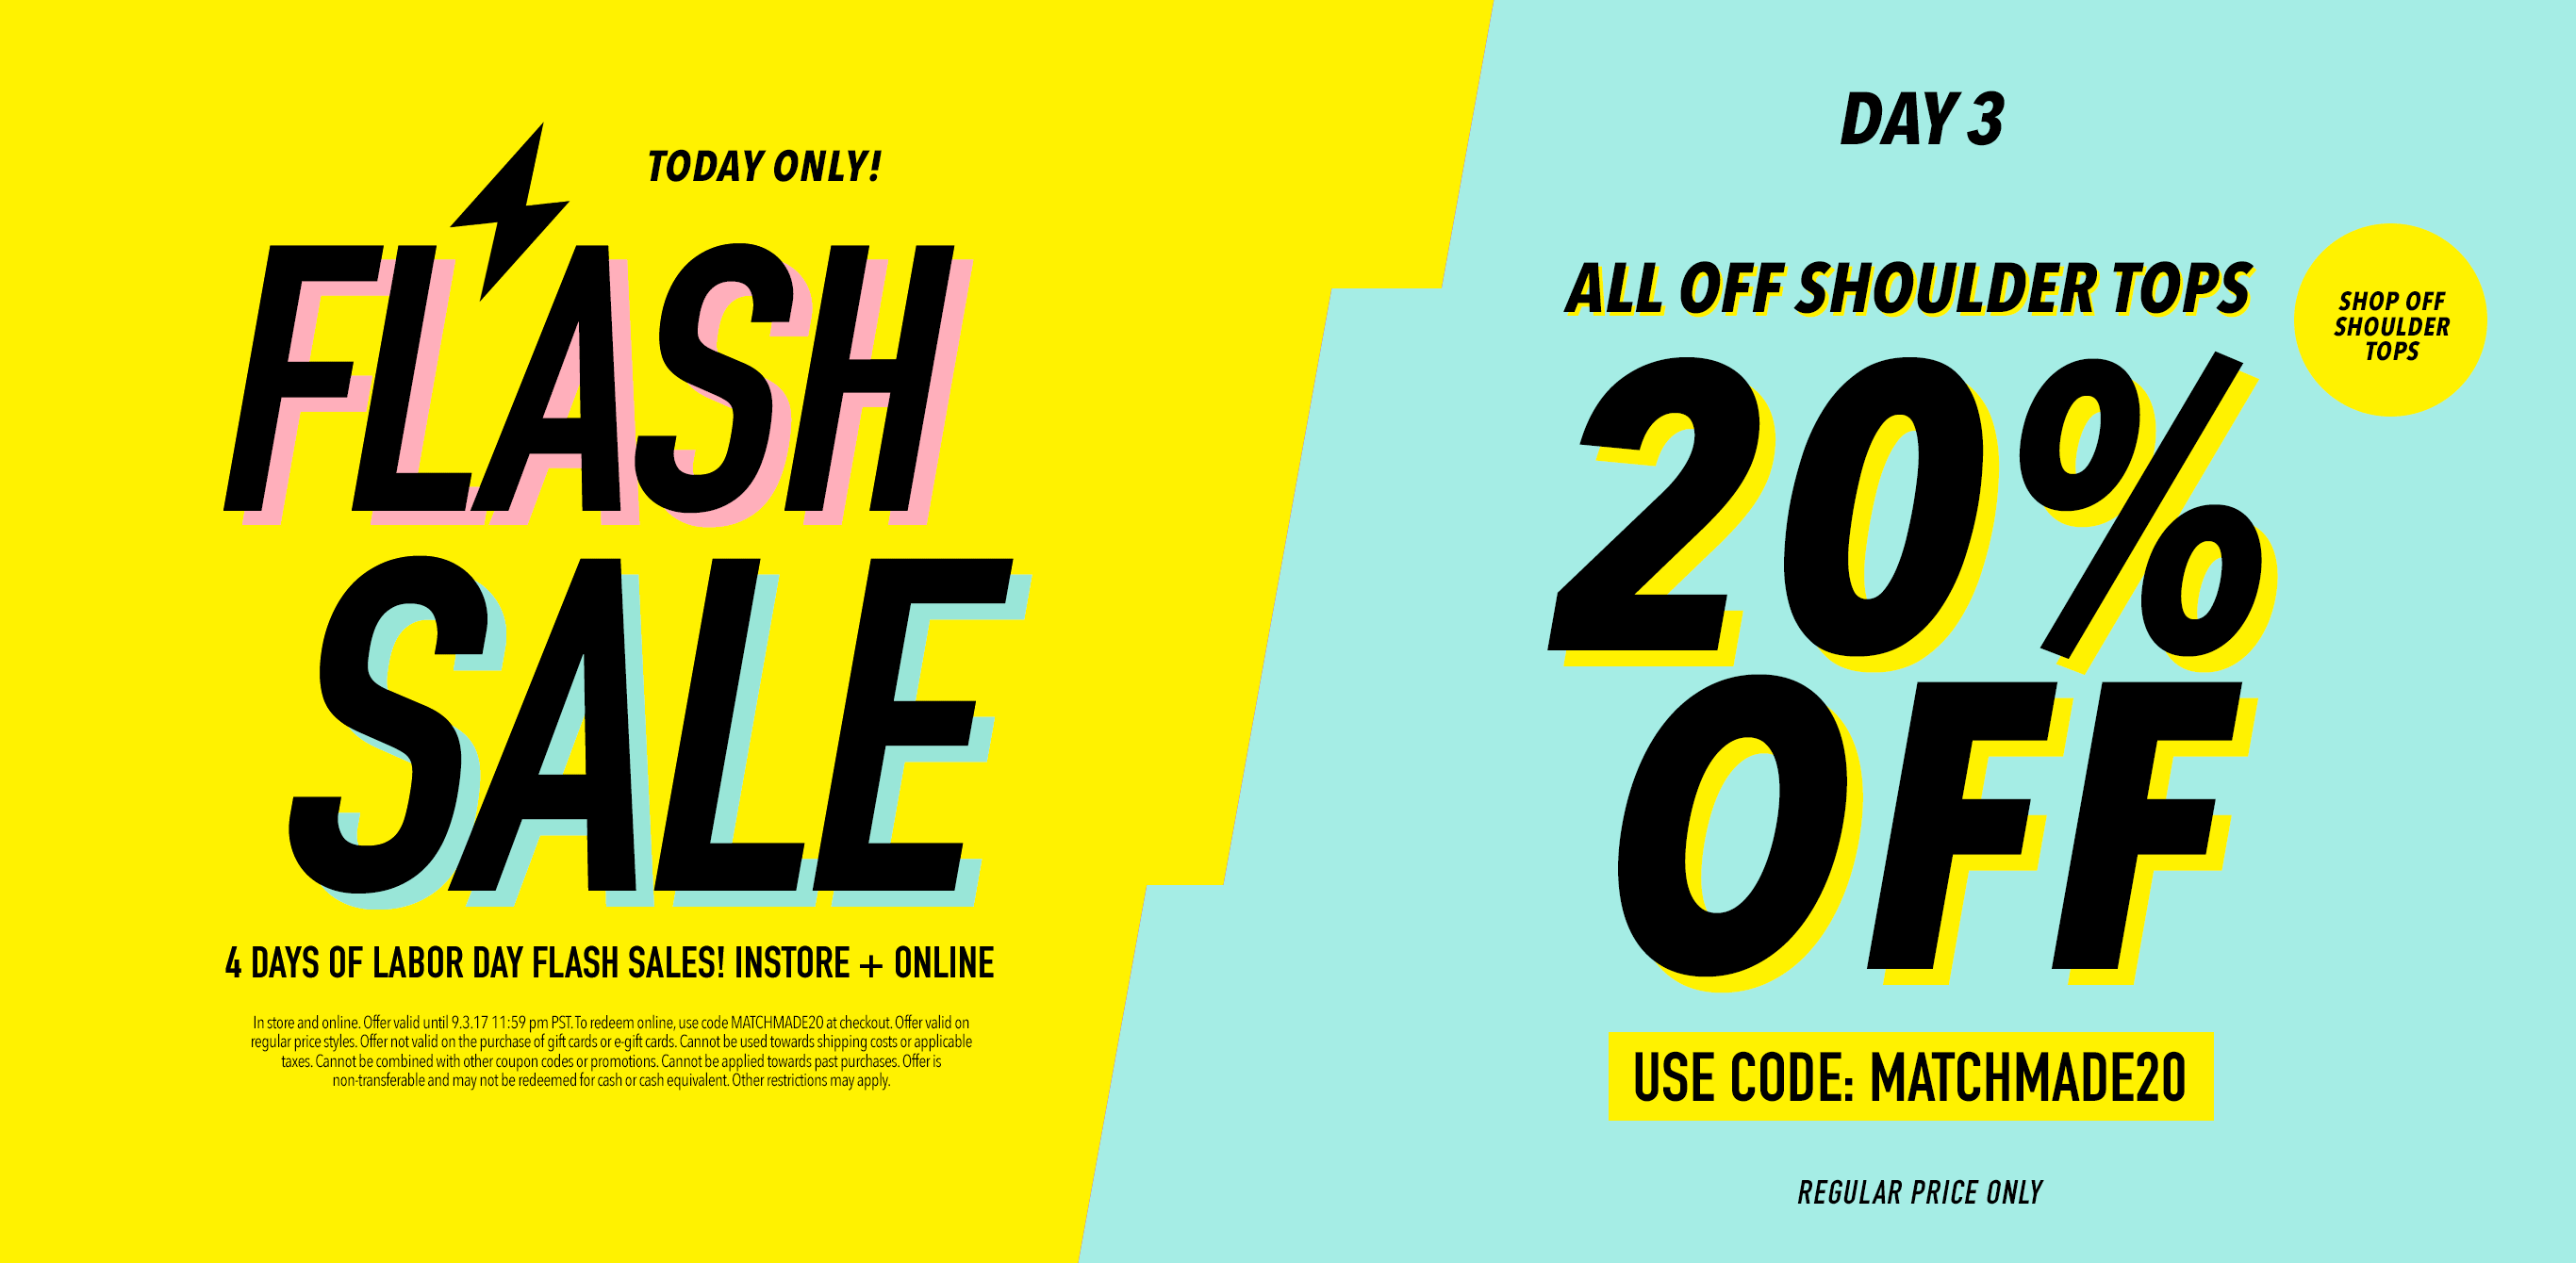 TODAY ONLY!
FLASH
SALE
4 DAYS OF LABOR DAY FLASH SALES! INSTORE + ONLINE
In store and online. Offer valid until 9.3.17 11:59 pm PST. To redeem online, use code MATCHMADE20 at checkout. Offer valid on
regular price styles. Offer not valid on the purchase of gift cards or e-gift cards. Cannot be used towards shipping costs or applicable
taxes. Cannot be combined with other coupon codes or promotions. Cannot be applied towards past purchases. Offer is
non-transferable and may not be redeemed for cash or cash equivalent. Other restrictions may apply.
DAY 3
ALL OFF SHOULDER TOPS
20%
OFF
USE CODE: MATCHMADE20
REGULAR PRICE ONLY
SHOP OFF
SHOULDER
TOPS